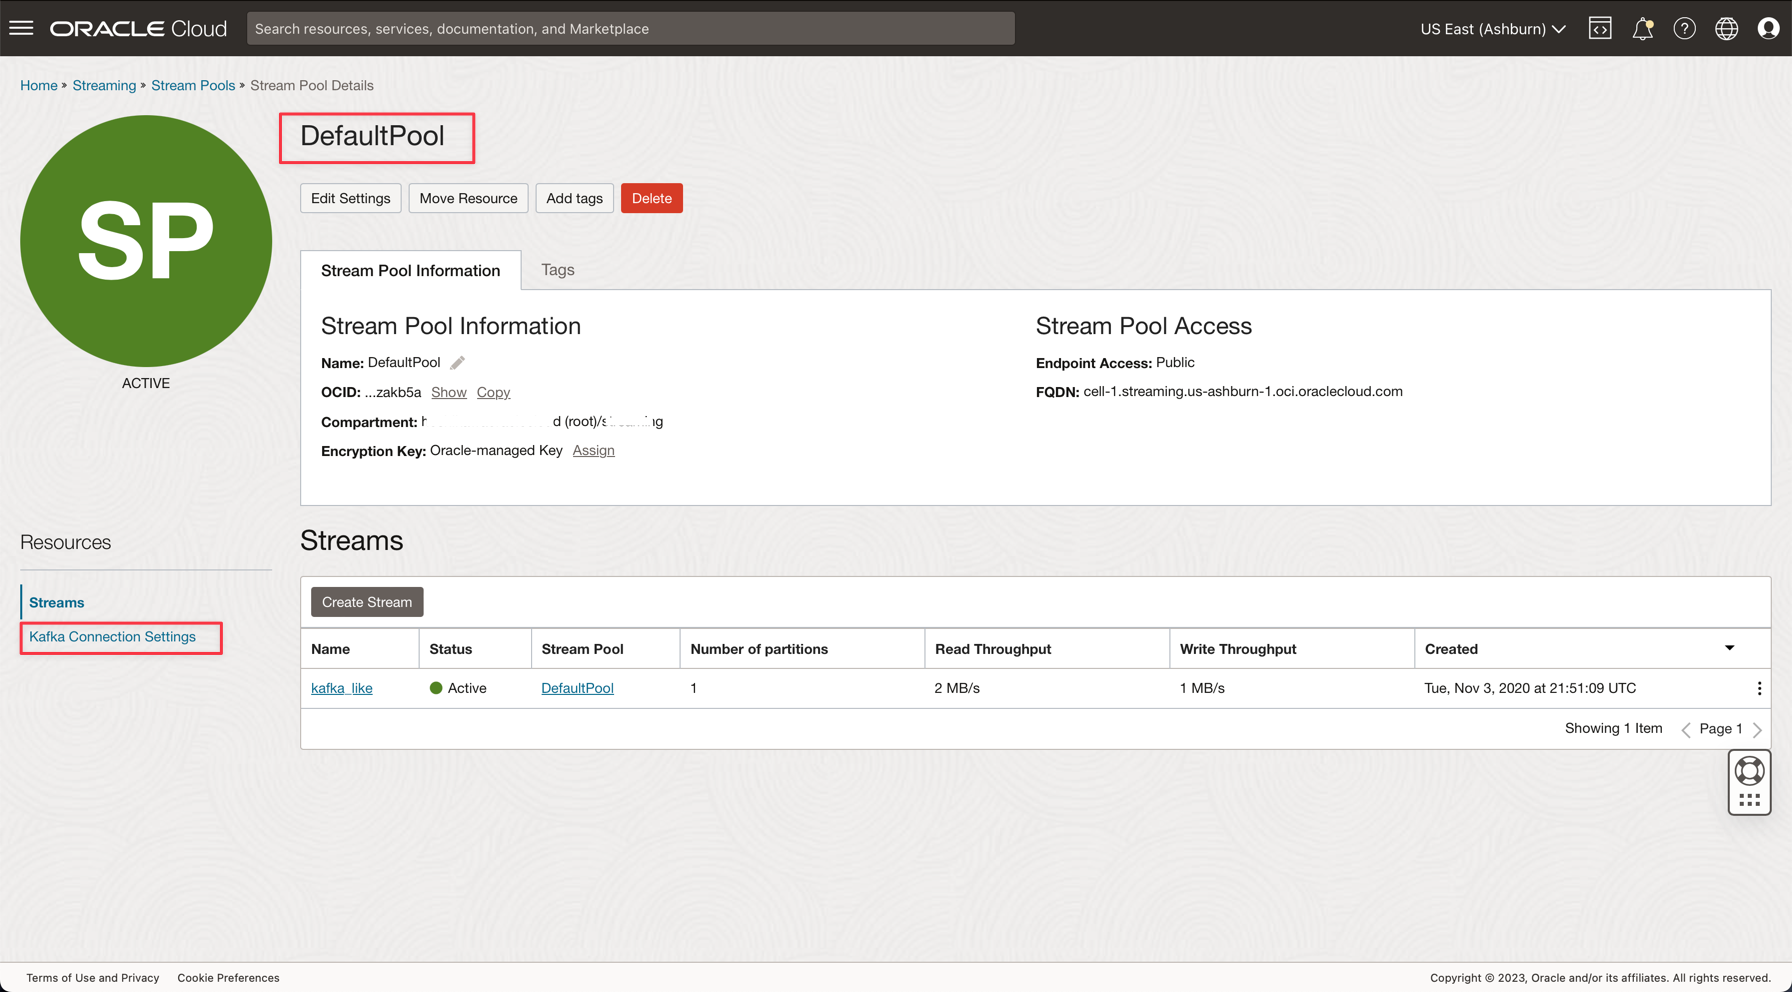 ORACLE Cloud
Search resources, services, documentation, and Marketplace
US East (Ashburn)
Home » Streaming » Stream Pools » Stream Pool Details
SP
ACTIVE
DefaultPool
Edit Settings Move Resource Add tags Delete
Stream Pool Information Tags
Stream Pool Information
Name: DefaultPool
OCID: ...zakb5a Show Copy
Compartment: (root)/
Encryption Key: Oracle-managed Key Assign
Stream Pool Access
Endpoint Access: Public
FQDN: cell-1.streaming.us-ashburn-1.oci.oraclecloud.com
Resources
Streams
Kafka Connection Settings
Streams
Create Stream
Name Status Stream Pool Number of partitions Read Throughput Write Throughput Created
kafka_like Active DefaultPool 1 2 MB/s 1 MB/s Tue, Nov 3, 2020 at 21:51:09 UTC
Showing 1 Item Page 1
Terms of Use and Privacy Cookie Preferences
Copyright © 2023, Oracle and/or its affiliates. All rights reserved.